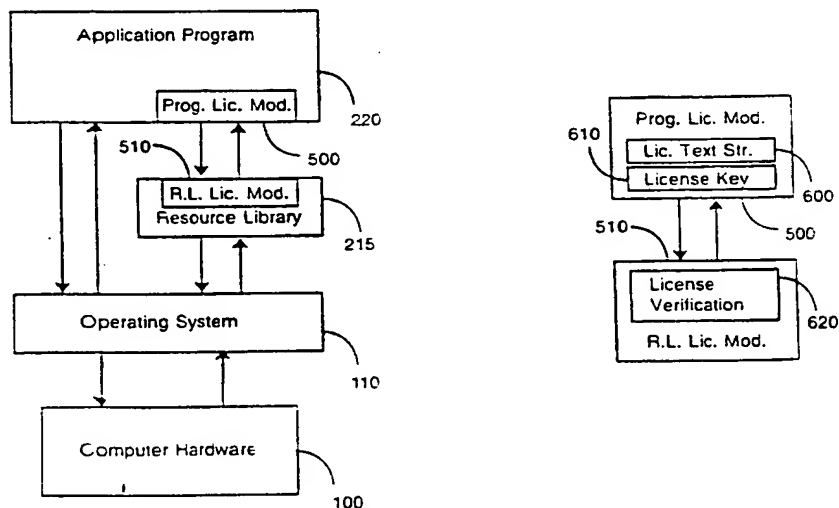 Application Program
Prog. Lic. Mod.
220
510
500
R.L. Lic. Mod.
Resource Library
215
Operating System
110
Computer Hardware
100
Prog. Lic. Mod.
610
Lic. Text Str.
License Key
600
510
500
License
Verification
620
R.L. Lic. Mod.